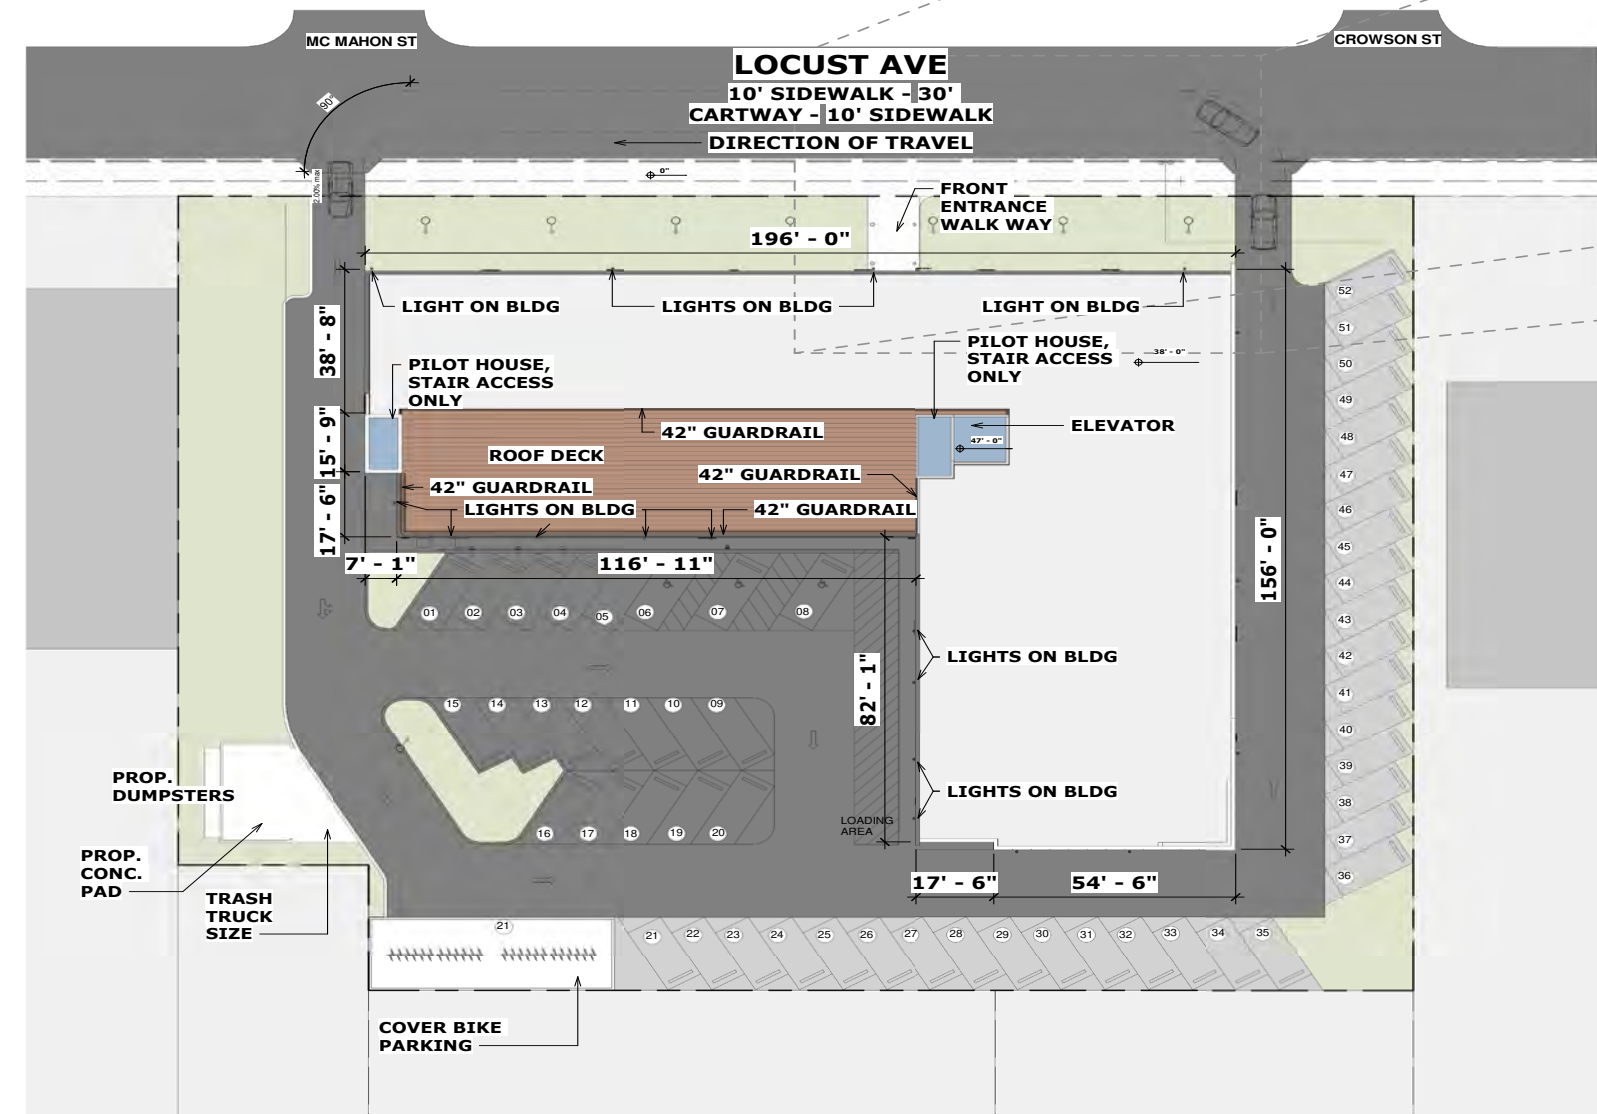 MC MAHON ST
CROWSON ST
LOCUST AVE
10' SIDEWALK - 30'
CARTWAY - 10' SIDEWALK
DIRECTION OF TRAVEL
90°
2.00% max
0"
FRONT
ENTRANCE
WALK WAY
196' - 0"
LIGHT ON BLDG
LIGHTS ON BLDG
LIGHT ON BLDG
38' - 8"
PILOT HOUSE,
STAIR ACCESS
ONLY
PILOT HOUSE,
STAIR ACCESS
ONLY
38' - 0"
42" GUARDRAIL
ELEVATOR
47' - 0"
ROOF DECK
15' - 9"
42" GUARDRAIL
42" GUARDRAIL
LIGHTS ON BLDG
42" GUARDRAIL
17' - 6"
7' - 1"
116' - 11"
156' - 0"
01 02 03 04 05 06 07 08
LIGHTS ON BLDG
82' - 1"
15 14 13 12 11 10 09
LIGHTS ON BLDG
16 17 18 19 20
LOADING
AREA
PROP.
DUMPSTERS
PROP.
CONC.
PAD
TRASH
TRUCK
SIZE
17' - 6"
54' - 6"
21
21 22 23 24 25 26 27 28 29 30 31 32 33 34 35
52
51
50
49
48
47
46
45
44
43
42
41
40
39
38
37
36
COVER BIKE
PARKING